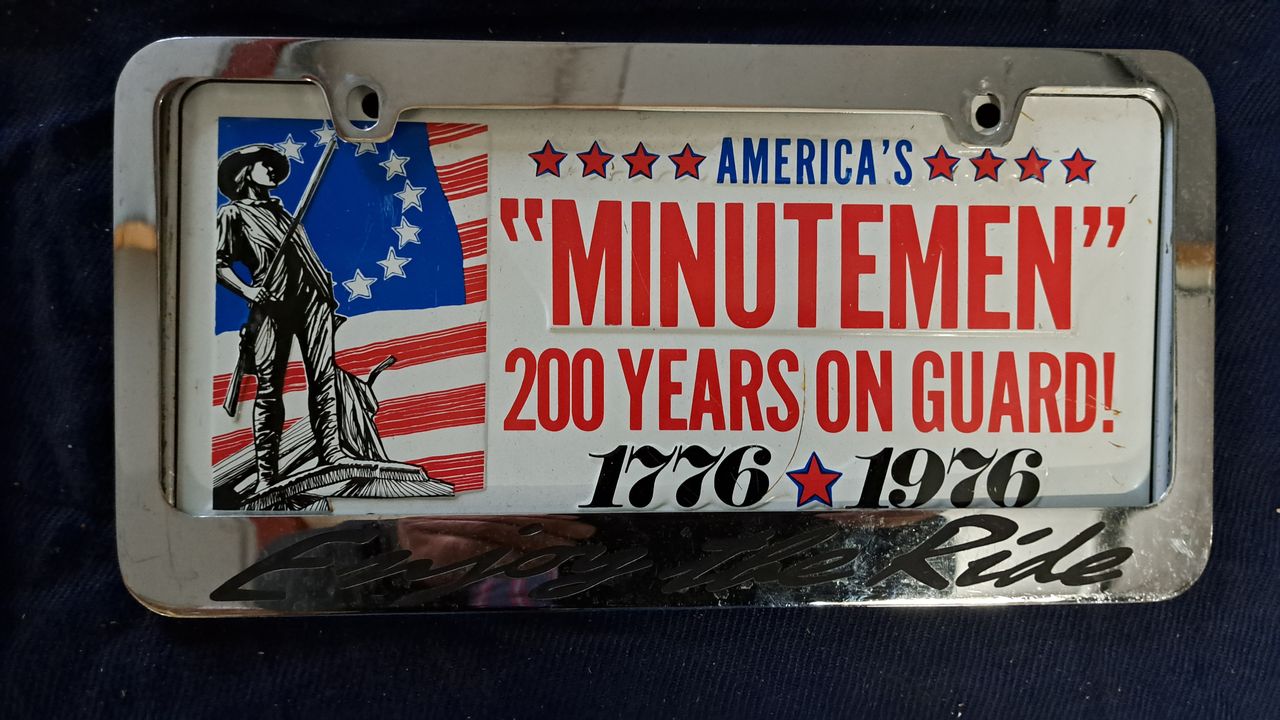 AMERICA'S
“MINUTEMEN”
200 YEARS ON GUARD!
1776 ★ 1976
Enjoy the Ride